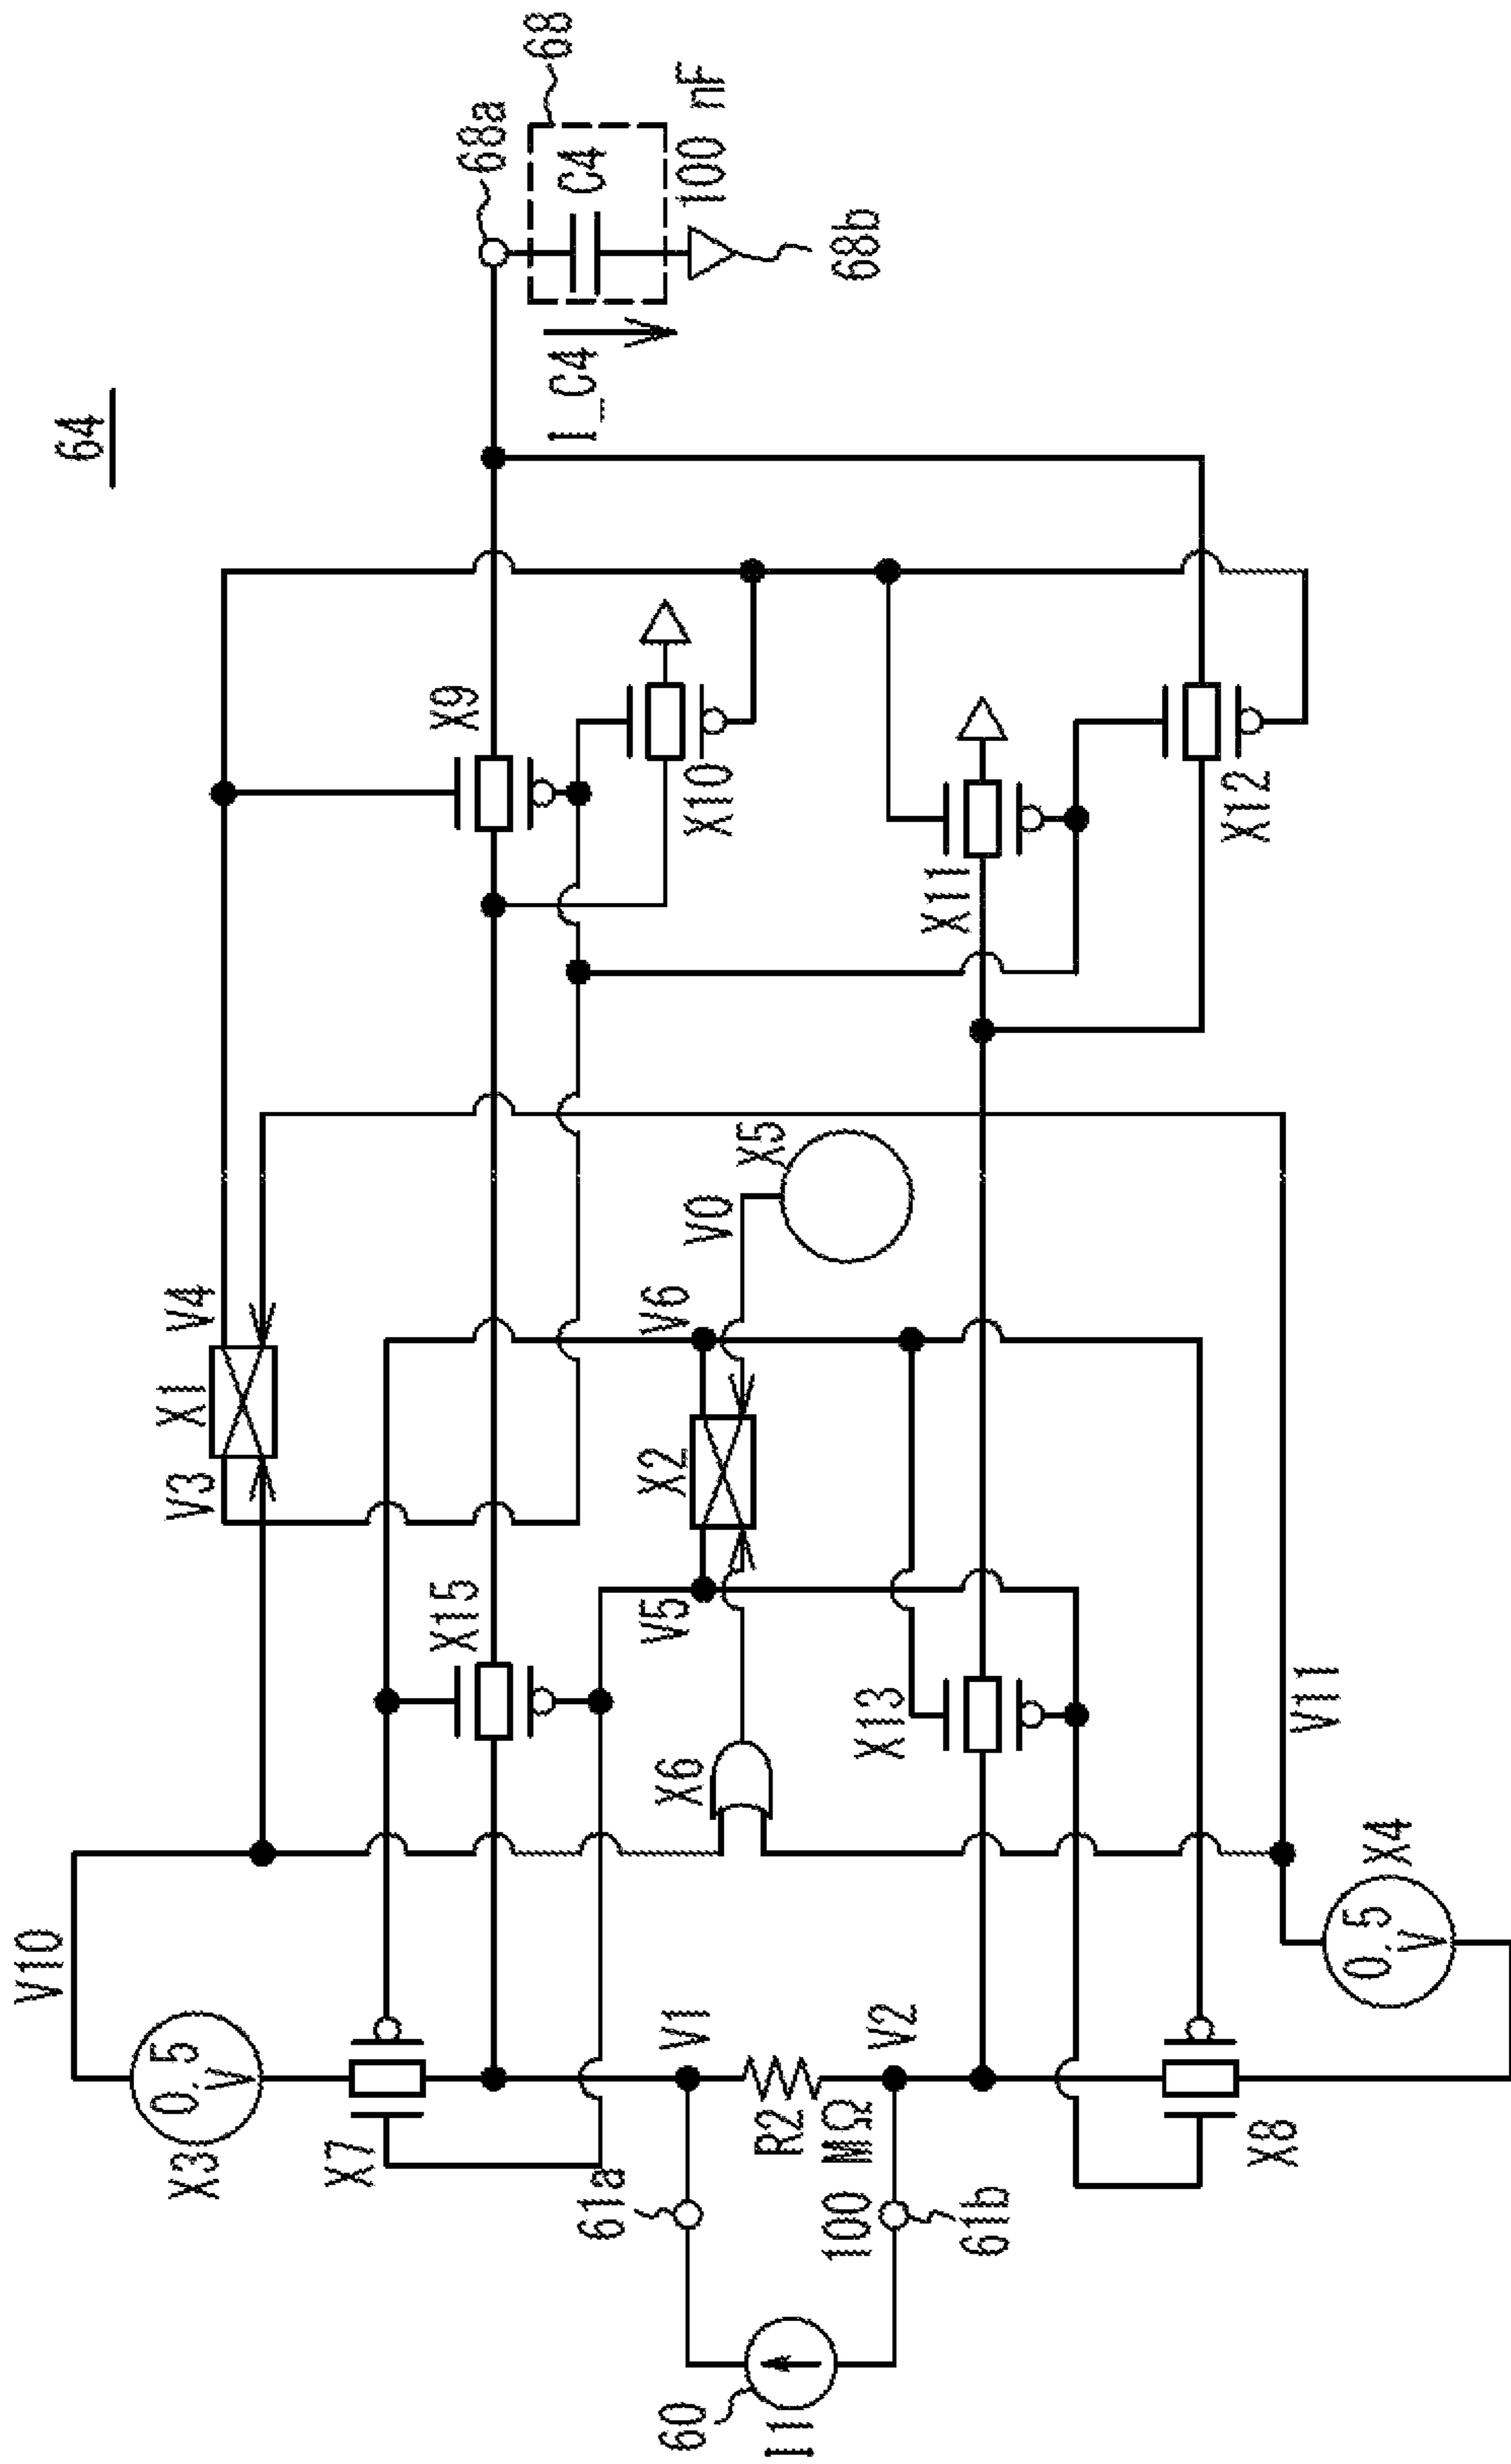 64
68a
68
C4
100 nF
68b
I_C4
X9
X10
X11
X12
V4
X1
V3
X5
V0
V6
X2
V5
X15
X13
X6
V11
V10
0.5
V
X3
X7
V1
R2
100 MΩ
V2
X8
0.5
V
X4
61a
61b
60
I1